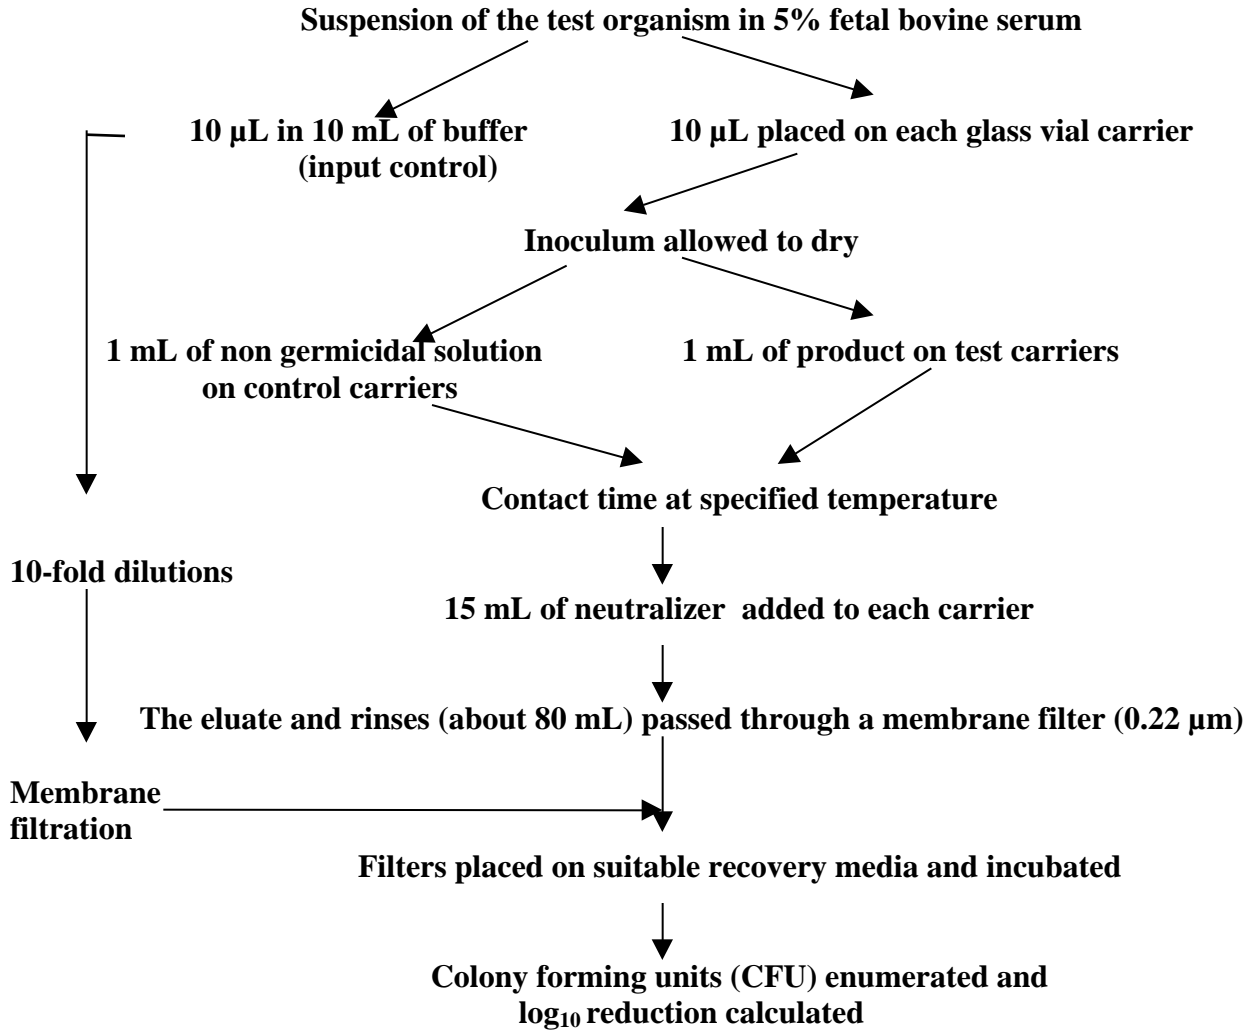 Suspension of the test organism in 5% fetal bovine serum
10 µL in 10 mL of buffer
(input control)
10 µL placed on each glass vial carrier
Inoculum allowed to dry
1 mL of non germicidal solution
on control carriers
1 mL of product on test carriers
Contact time at specified temperature
10-fold dilutions
15 mL of neutralizer added to each carrier
The eluate and rinses (about 80 mL) passed through a membrane filter (0.22 µm)
Membrane
filtration
Filters placed on suitable recovery media and incubated
Colony forming units (CFU) enumerated and
log₁₀ reduction calculated